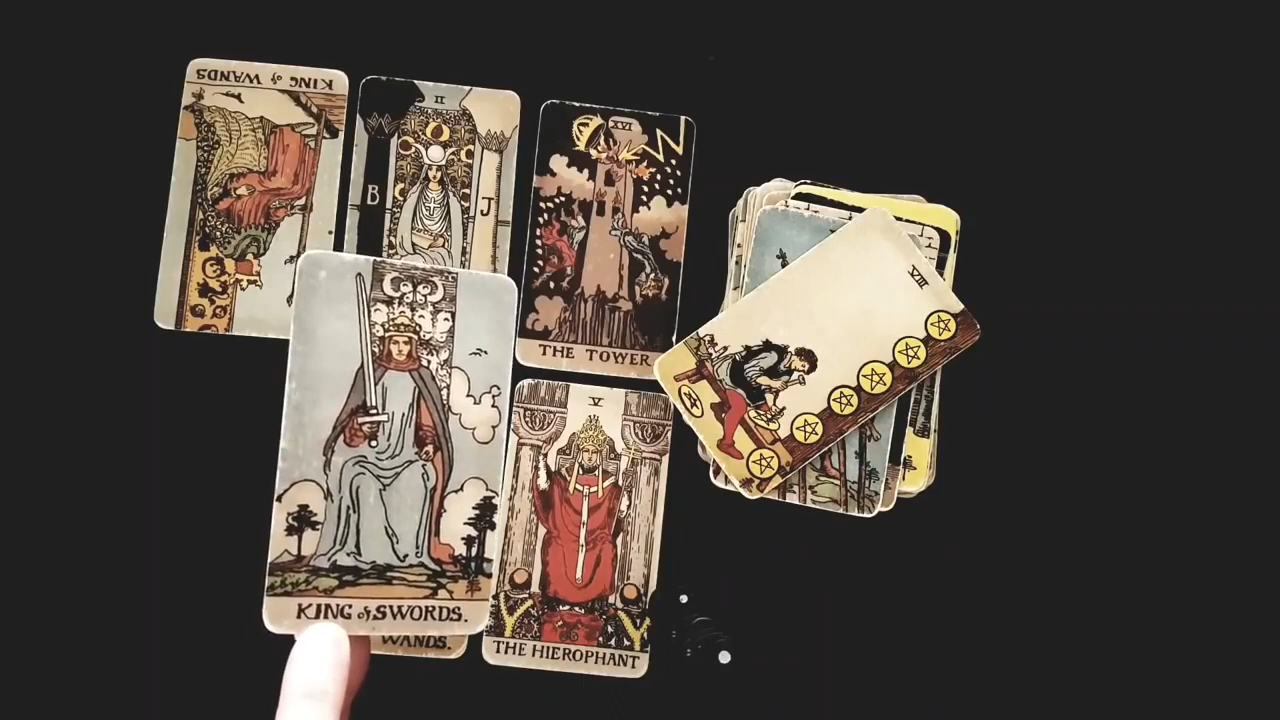 KING of WANDS
II
B J
XVI
THE TOWER
VIII
V
KING of SWORDS.
WANDS.
THE HIEROPHANT